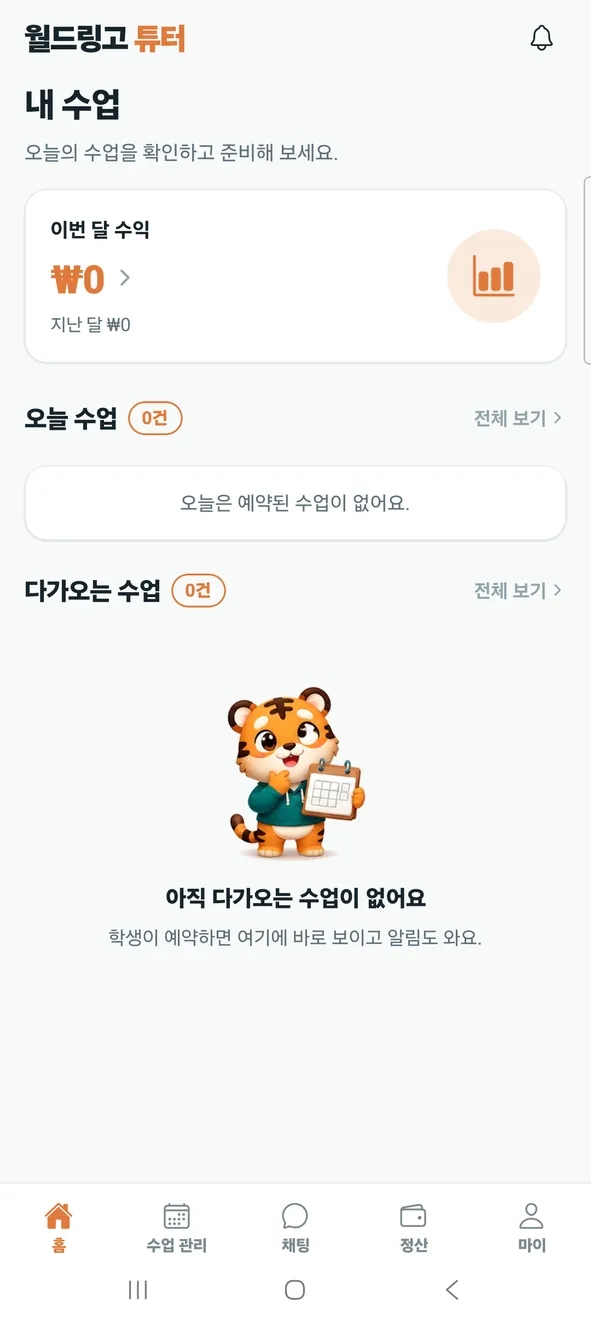 월드링고 튜터
내 수업
오늘의 수업을 확인하고 준비해 보세요.
이번 달 수익
₩0
지난 달 ₩0
오늘 수업 0건 전체 보기
오늘은 예약된 수업이 없어요.
다가오는 수업 0건 전체 보기
아직 다가오는 수업이 없어요
학생이 예약하면 여기에 바로 보이고 알림도 와요.
홈 수업 관리 채팅 정산 마이